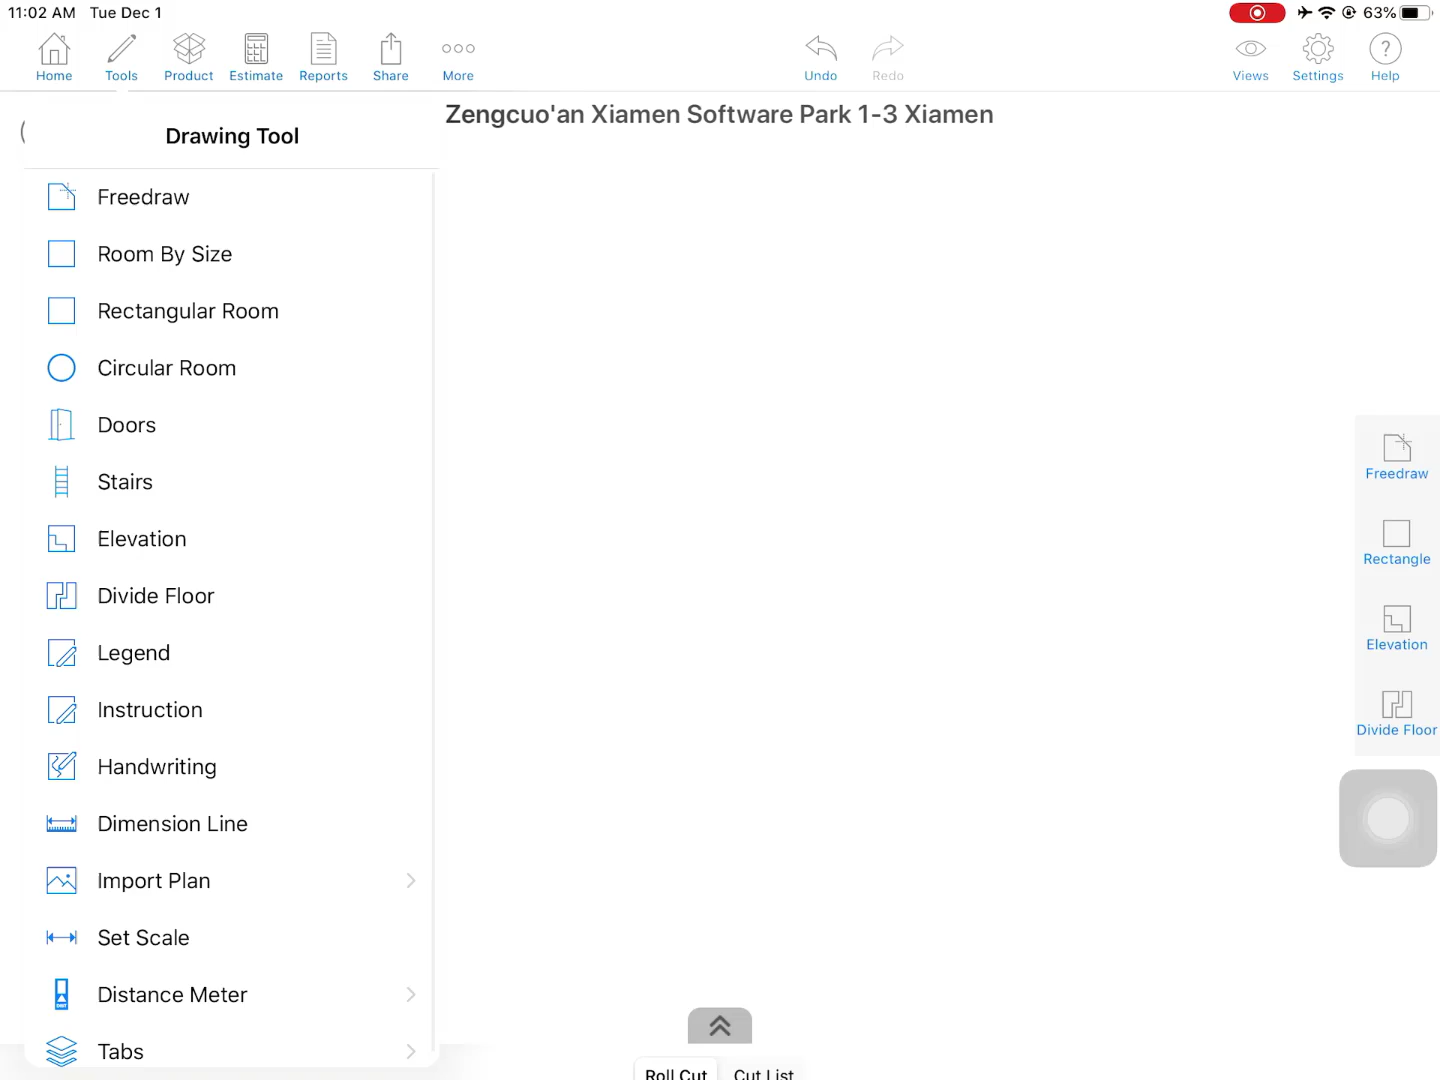 11:02 AM Tue Dec 1
63%
Home Tools Product Estimate Reports Share More Undo Redo Views Settings Help
Zengcuo'an Xiamen Software Park 1-3 Xiamen
Drawing Tool
Freedraw
Room By Size
Rectangular Room
Circular Room
Doors
Stairs
Elevation
Divide Floor
Legend
Instruction
Handwriting
Dimension Line
Import Plan
Set Scale
Distance Meter
Tabs
Freedraw
Rectangle
Elevation
Divide Floor
Roll Cut Cut List